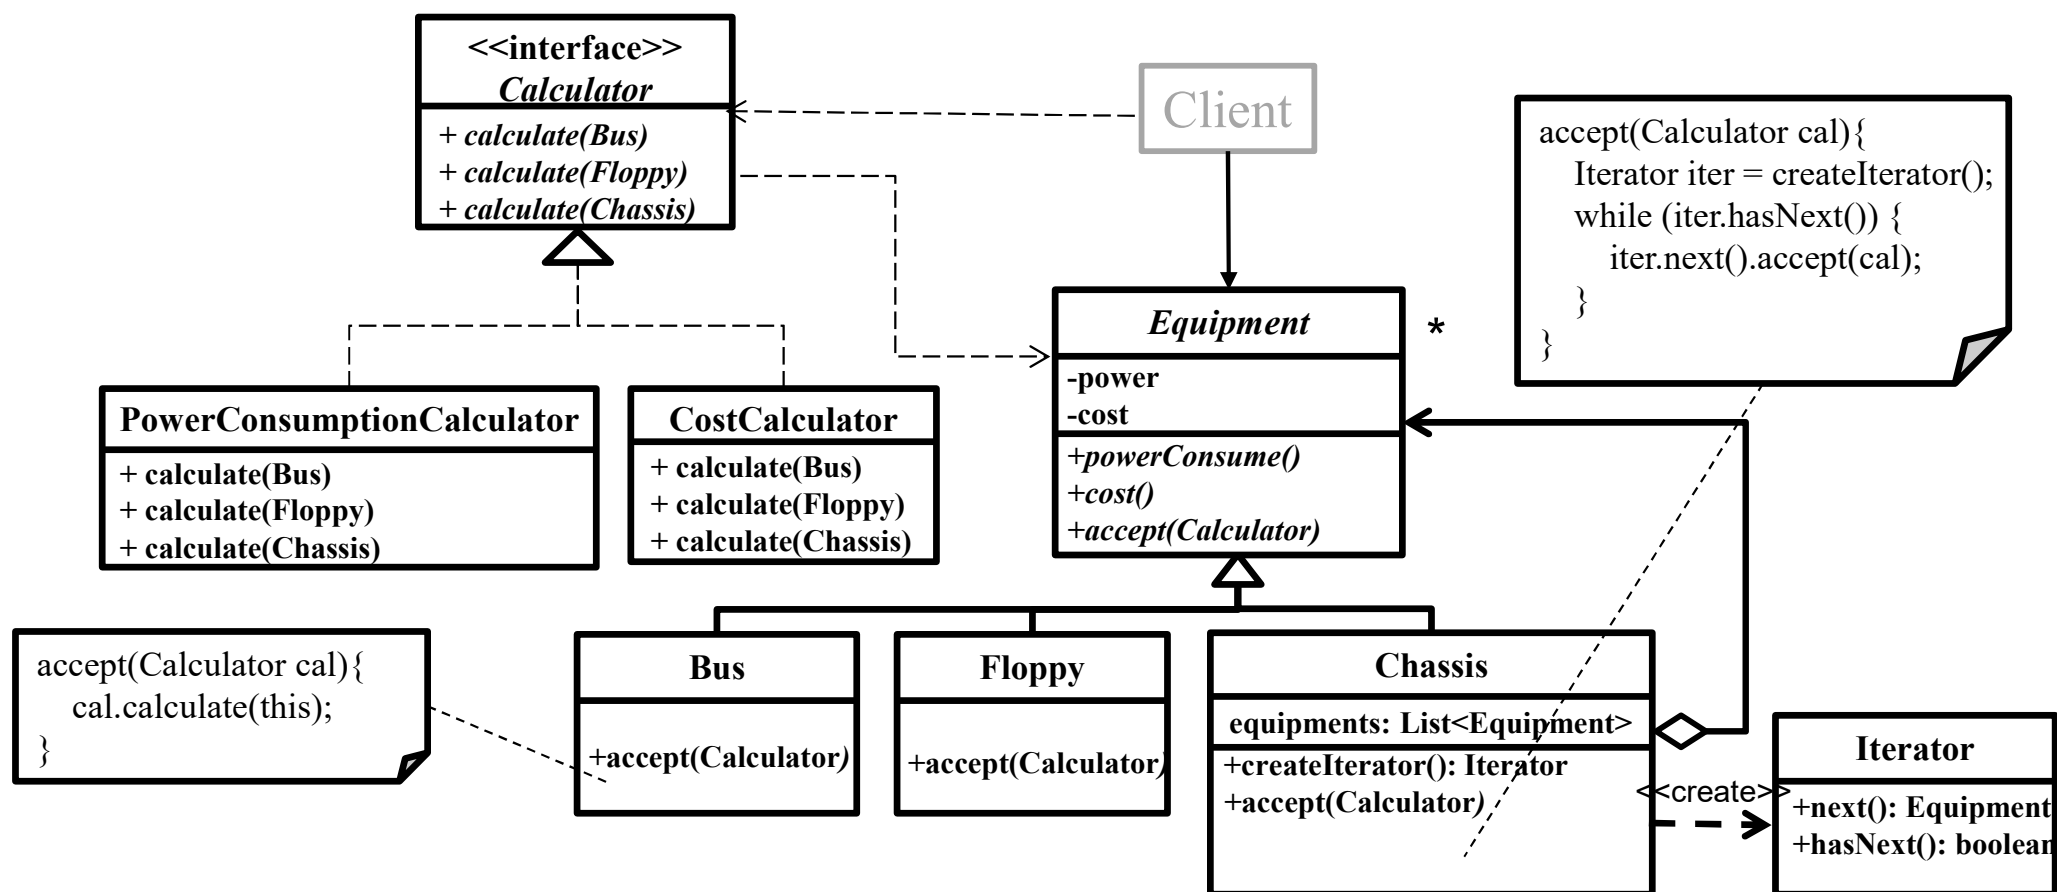 <<interface>>
Calculator
+ calculate(Bus)
+ calculate(Floppy)
+ calculate(Chassis)
Client
accept(Calculator cal){
Iterator iter = createIterator();
while (iter.hasNext()) {
iter.next().accept(cal);
}
}
PowerConsumptionCalculator
+ calculate(Bus)
+ calculate(Floppy)
+ calculate(Chassis)
CostCalculator
+ calculate(Bus)
+ calculate(Floppy)
+ calculate(Chassis)
Equipment
*
-power
-cost
+powerConsume()
+cost()
+accept(Calculator)
accept(Calculator cal){
cal.calculate(this);
}
Bus
+accept(Calculator)
Floppy
+accept(Calculator)
Chassis
equipments: List<Equipment>
+createIterator(): Iterator
+accept(Calculator)
<<create>>
Iterator
+next(): Equipment
+hasNext(): boolean